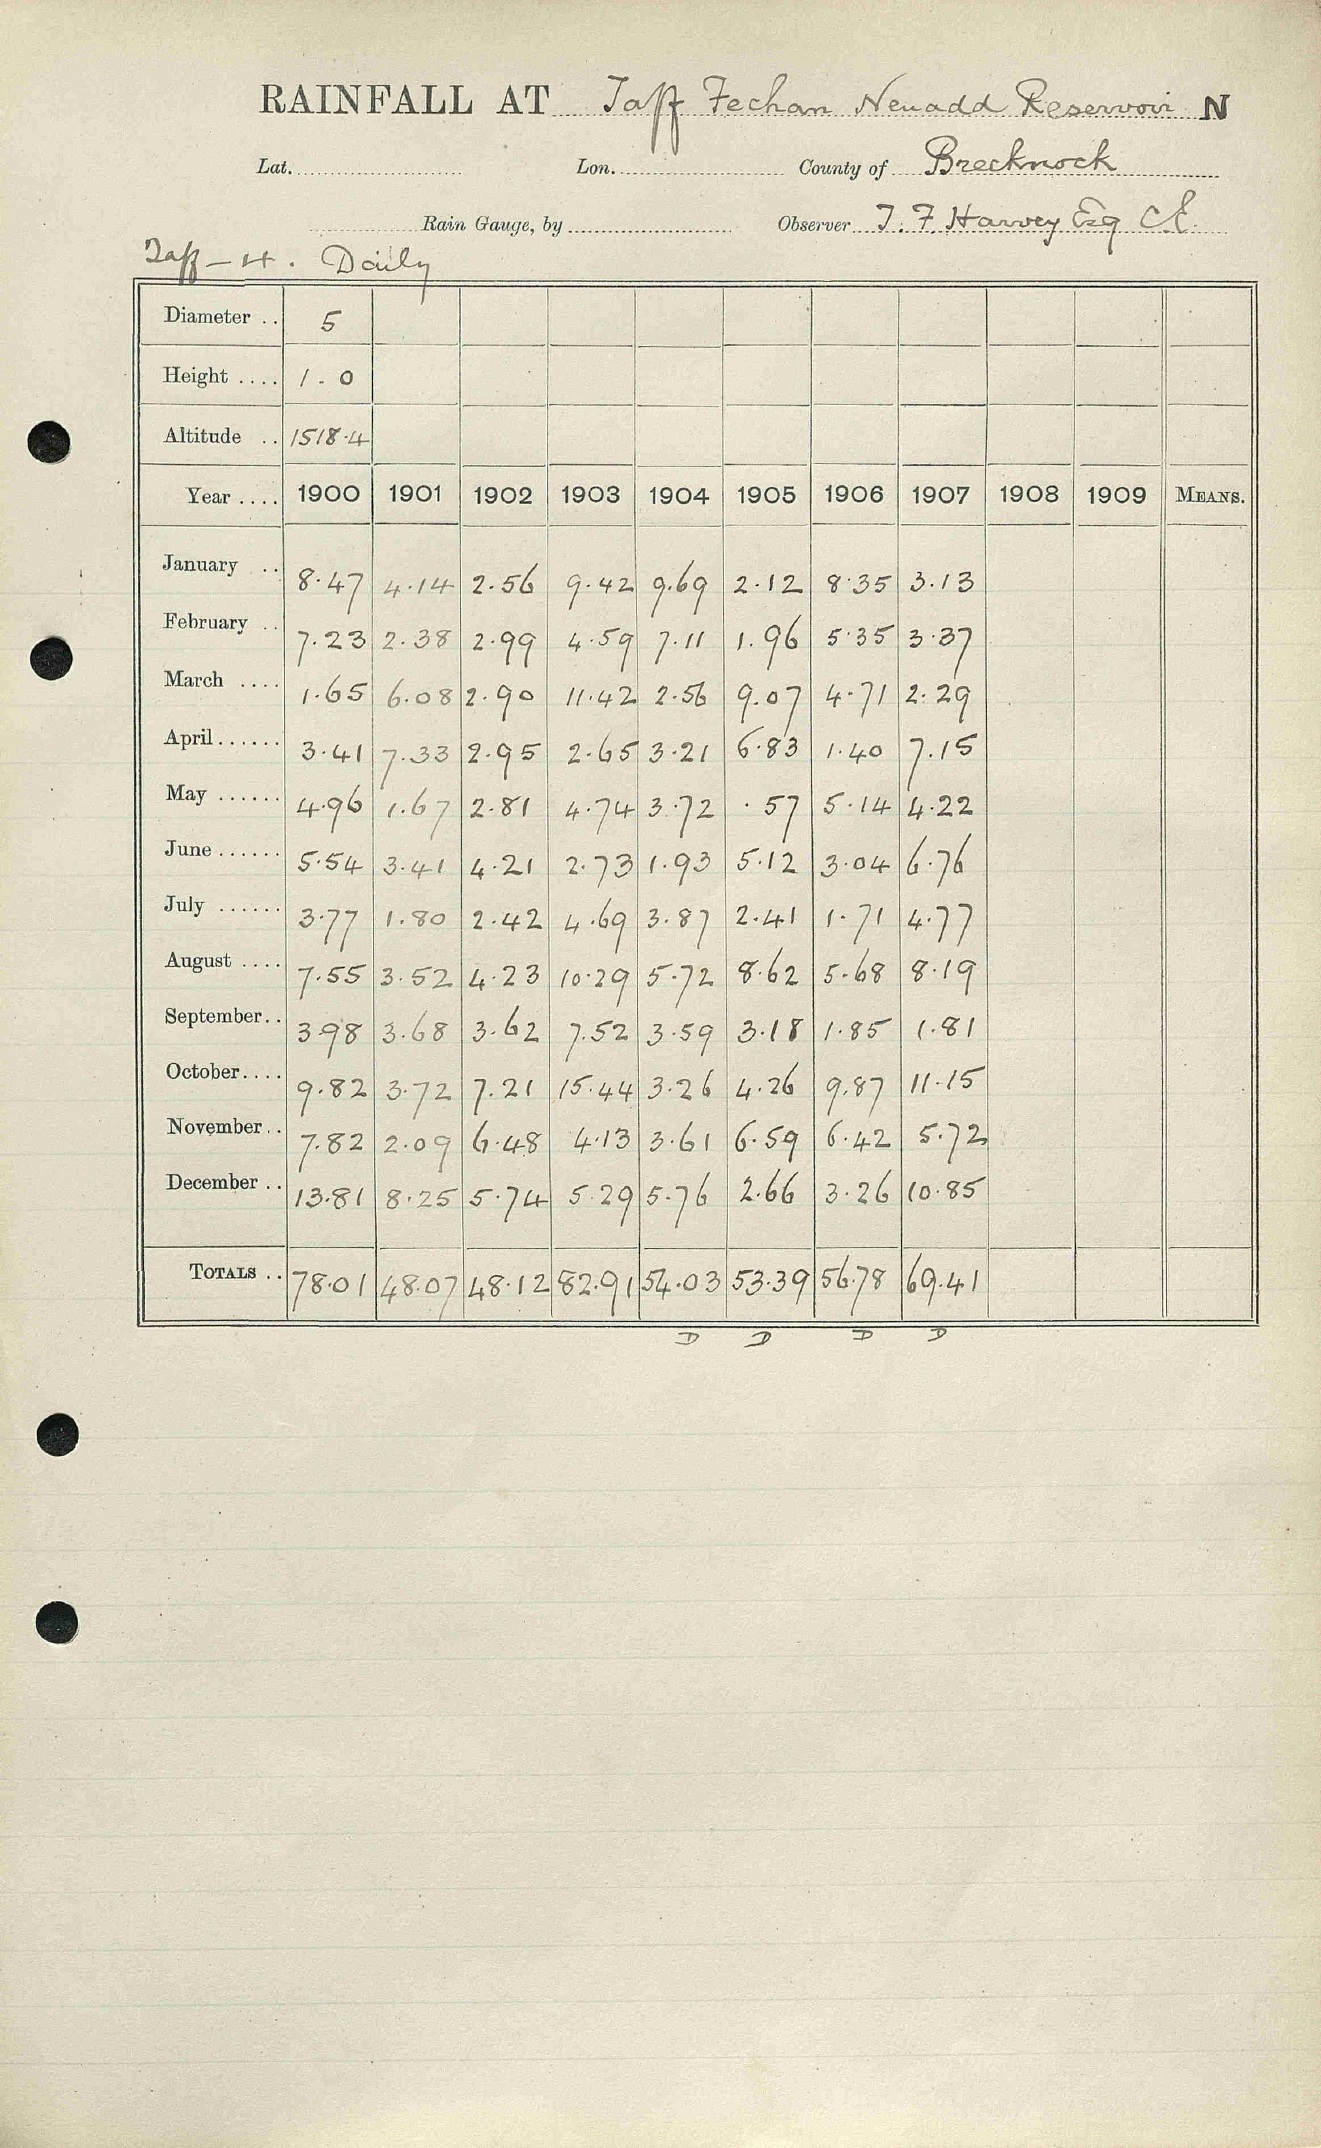 RAINFALL AT Taff Fechan Neuadd Reservoir N
Lat. Lon. County of Brecknock
Rain Gauge, by Observer T. F. Harvey Esq C.E.
Taff - H. Daily
Diameter .. 5
Height .... 1 - 0
Altitude .. 1518.4
Year .... 1900 1901 1902 1903 1904 1905 1906 1907 1908 1909 MEANS.
January .. 8.47 4.14 2.56 9.42 9.69 2.12 8.35 3.13
February .. 7.23 2.38 2.99 4.59 7.11 1.96 5.35 3.37
March .... 1.65 6.08 2.90 11.42 2.56 9.07 4.71 2.29
April...... 3.41 7.33 2.95 2.65 3.21 6.83 1.40 7.15
May ...... 4.96 1.67 2.81 4.74 3.72 .57 5.14 4.22
June...... 5.54 3.41 4.21 2.73 1.93 5.12 3.04 6.76
July ...... 3.77 1.80 2.42 4.69 3.87 2.41 1.71 4.77
August .... 7.55 3.52 4.23 10.29 5.72 8.62 5.68 8.19
September.. 3.98 3.68 3.62 7.52 3.59 3.18 1.85 1.81
October.... 9.82 3.72 7.21 15.44 3.26 4.26 9.87 11.15
November.. 7.82 2.09 6.48 4.13 3.61 6.59 6.42 5.72
December .. 13.81 8.25 5.74 5.29 5.76 2.66 3.26 10.85
TOTALS .. 78.01 48.07 48.12 82.91 54.03 53.39 56.78 69.41
D D D D